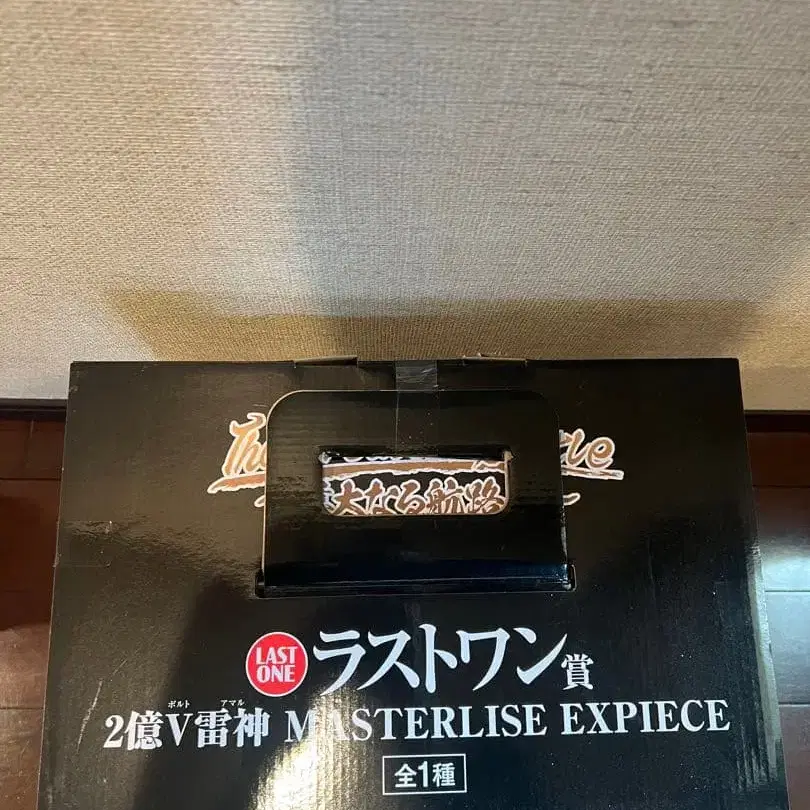 The
大なる航路
LAST ONE ラストワン賞
ボルト アマル
2億V雷神 MASTERLISE EXPIECE
全1種